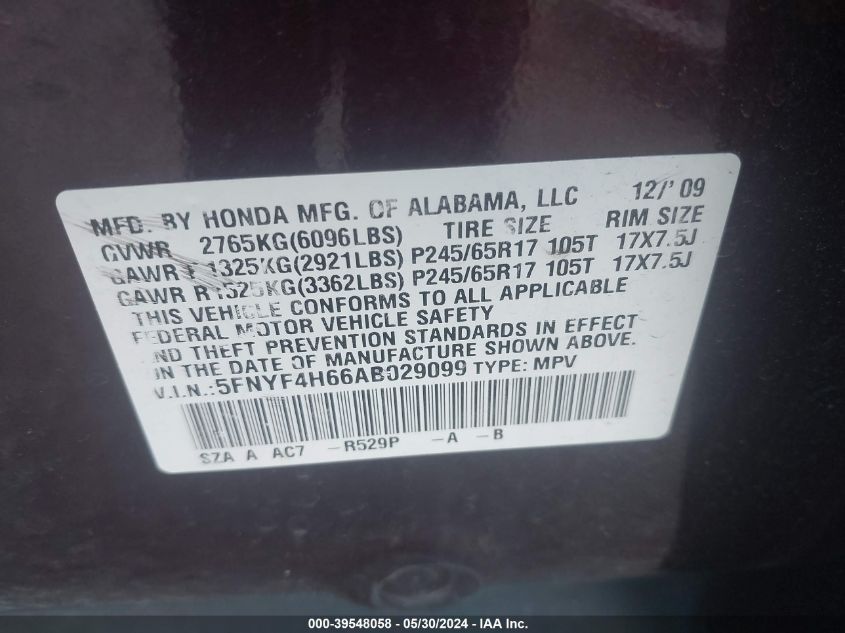 MFD. BY HONDA MFG. OF ALABAMA, LLC 12/'09
GVWR 2765KG(6096LBS) TIRE SIZE RIM SIZE
GAWR F 1325KG(2921LBS) P245/65R17 105T 17X7.5J
GAWR R1525KG(3362LBS) P245/65R17 105T 17X7.5J
THIS VEHICLE CONFORMS TO ALL APPLICABLE
FEDERAL MOTOR VEHICLE SAFETY
AND THEFT PREVENTION STANDARDS IN EFFECT
ON THE DATE OF MANUFACTURE SHOWN ABOVE.
V.I.N.:5FNYF4H66AB029099 TYPE: MPV
SZA A AC7 -R529P -A -B
000-39548058 - 05/30/2024 - IAA Inc.